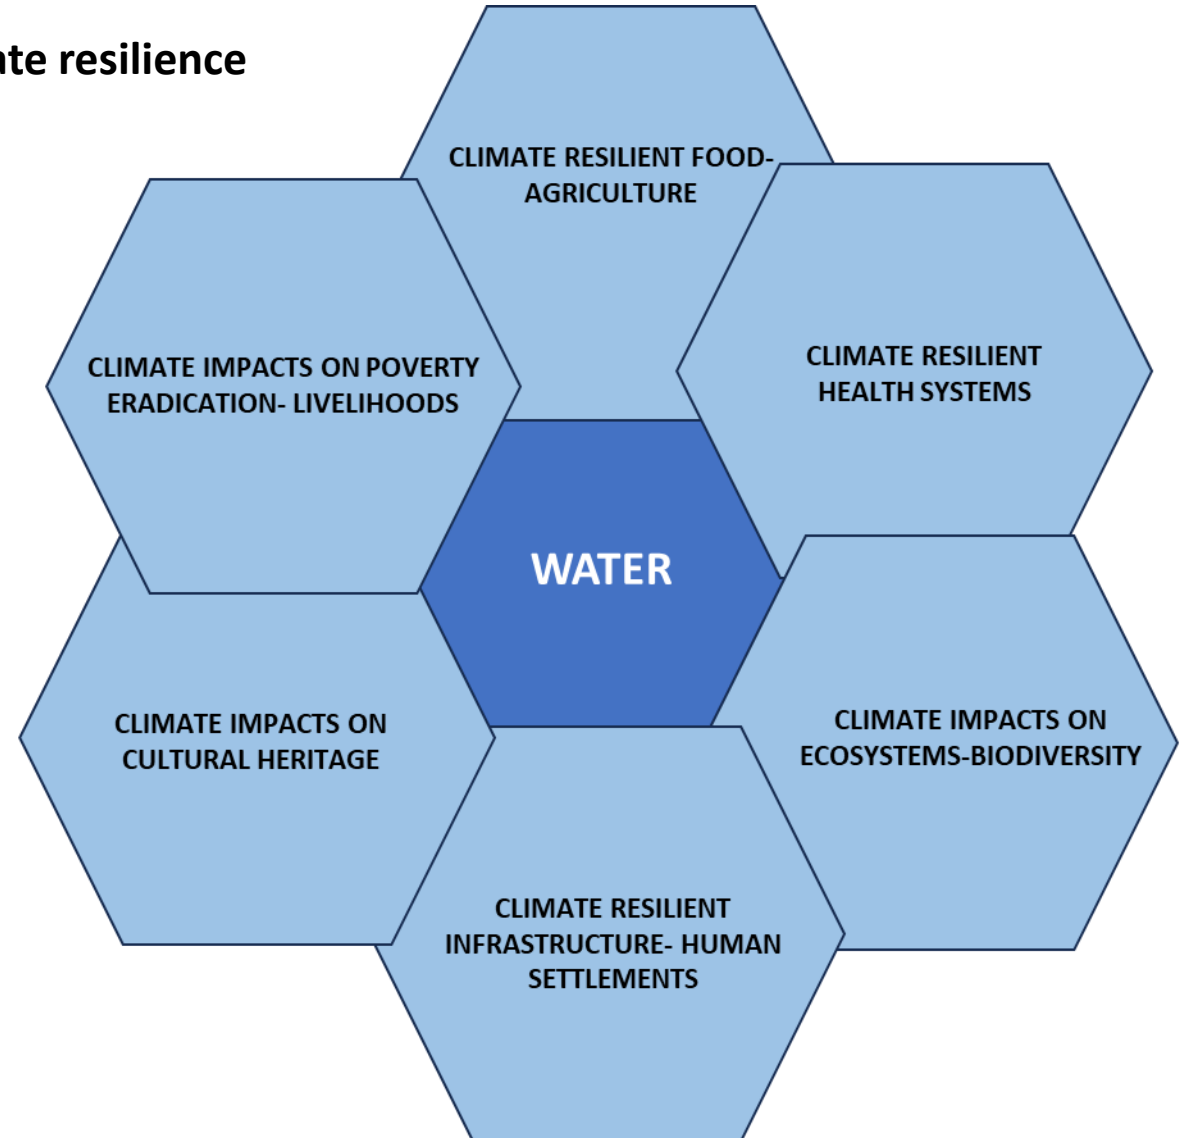 ate resilience
CLIMATE RESILIENT FOOD-
AGRICULTURE
CLIMATE IMPACTS ON POVERTY
ERADICATION- LIVELIHOODS
CLIMATE RESILIENT
HEALTH SYSTEMS
WATER
CLIMATE IMPACTS ON
CULTURAL HERITAGE
CLIMATE IMPACTS ON
ECOSYSTEMS-BIODIVERSITY
CLIMATE RESILIENT
INFRASTRUCTURE- HUMAN
SETTLEMENTS